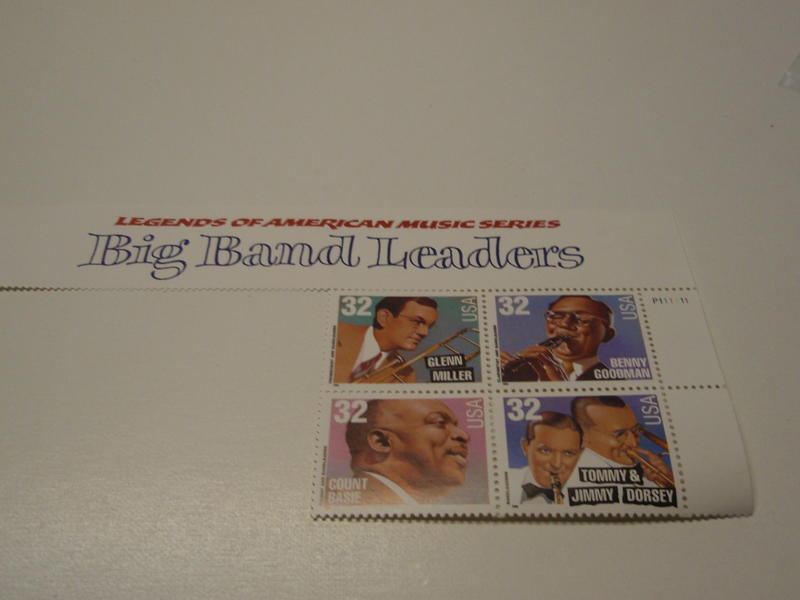 LEGENDS OF AMERICAN MUSIC SERIES
Big Band Leaders
32
USA
GLENN
MILLER
32
USA
BENNY
GOODMAN
32
USA
COUNT
BASIE
32
USA
TOMMY &
JIMMY DORSEY